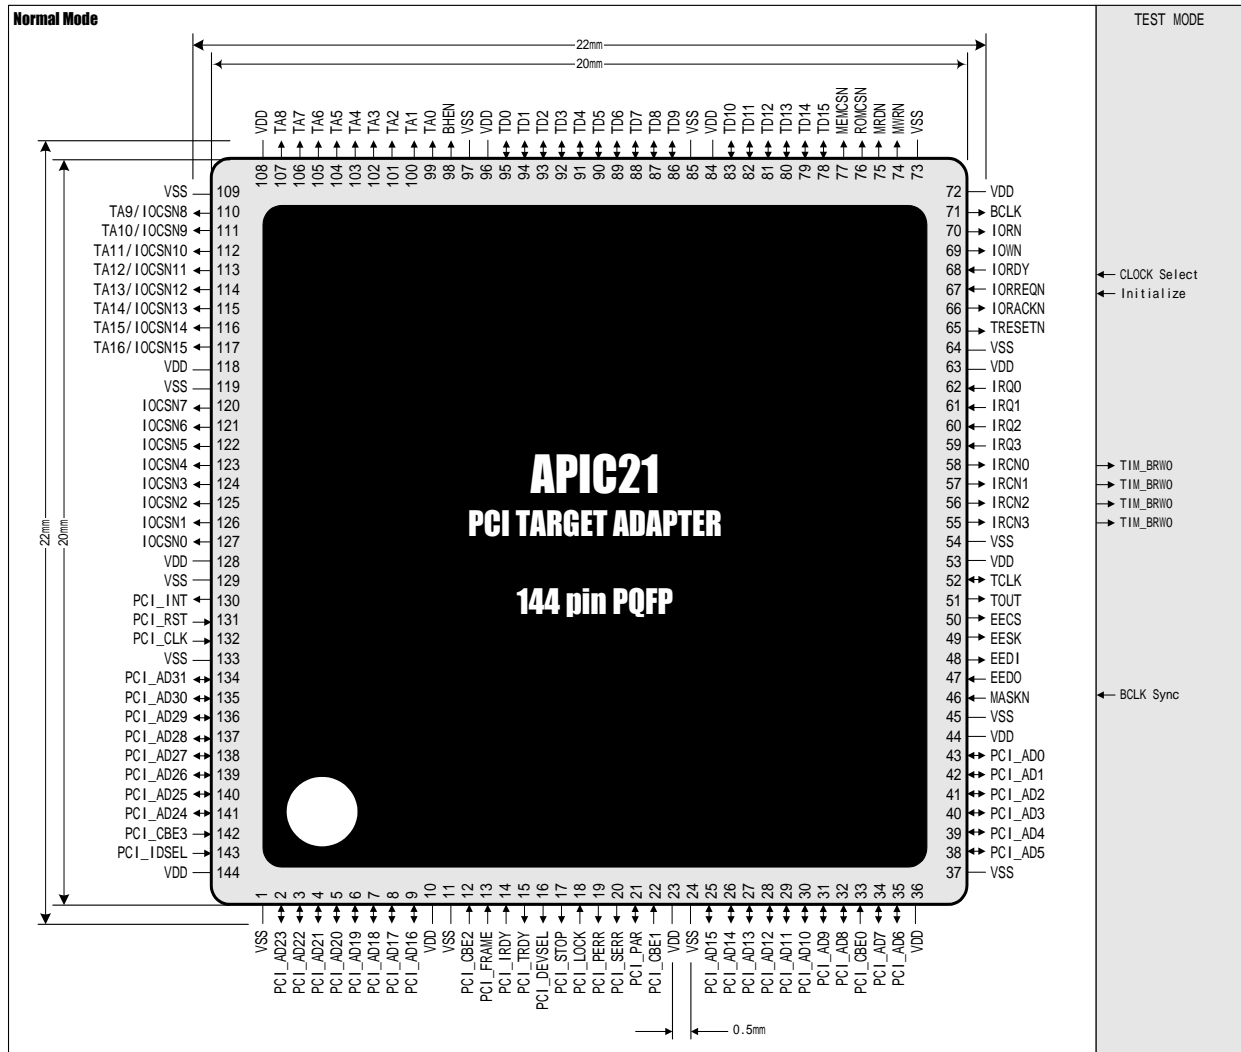 Normal Mode
TEST MODE
22mm
20mm
VDD TA8 TA7 TA6 TA5 TA4 TA3 TA2 TA1 TA0 BHEN VSS VDD TD0 TD1 TD2 TD3 TD4 TD5 TD6 TD7 TD8 TD9 VSS VDD TD10 TD11 TD12 TD13 TD14 TD15 MEMCSN ROMCSN MRDN MWRN VSS
108 107 106 105 104 103 102 101 100 99 98 97 96 95 94 93 92 91 90 89 88 87 86 85 84 83 82 81 80 79 78 77 76 75 74 73
VSS 109
TA9/IOCSN8 110
TA10/IOCSN9 111
TA11/IOCSN10 112
TA12/IOCSN11 113
TA13/IOCSN12 114
TA14/IOCSN13 115
TA15/IOCSN14 116
TA16/IOCSN15 117
VDD 118
VSS 119
IOCSN7 120
IOCSN6 121
IOCSN5 122
IOCSN4 123
IOCSN3 124
IOCSN2 125
IOCSN1 126
IOCSN0 127
VDD 128
VSS 129
PCI_INT 130
PCI_RST 131
PCI_CLK 132
VSS 133
PCI_AD31 134
PCI_AD30 135
PCI_AD29 136
PCI_AD28 137
PCI_AD27 138
PCI_AD26 139
PCI_AD25 140
PCI_AD24 141
PCI_CBE3 142
PCI_IDSEL 143
VDD 144
22mm
20mm
APIC21
PCI TARGET ADAPTER
144 pin PQFP
72 VDD
71 BCLK
70 IORN
69 IOWN
68 IORDY
67 IORREQN
66 IORACKN
65 TRESETN
64 VSS
63 VDD
62 IRQ0
61 IRQ1
60 IRQ2
59 IRQ3
58 IRCN0
57 IRCN1
56 IRCN2
55 IRCN3
54 VSS
53 VDD
52 TCLK
51 TOUT
50 EECS
49 EESK
48 EEDI
47 EEDO
46 MASKN
45 VSS
44 VDD
43 PCI_AD0
42 PCI_AD1
41 PCI_AD2
40 PCI_AD3
39 PCI_AD4
38 PCI_AD5
37 VSS
CLOCK Select
Initialize
TIM_BRW0
TIM_BRW0
TIM_BRW0
TIM_BRW0
BCLK Sync
1 2 3 4 5 6 7 8 9 10 11 12 13 14 15 16 17 18 19 20 21 22 23 24 25 26 27 28 29 30 31 32 33 34 35 36
VSS PCI_AD23 PCI_AD22 PCI_AD21 PCI_AD20 PCI_AD19 PCI_AD18 PCI_AD17 PCI_AD16 VDD VSS PCI_CBE2 PCI_FRAME PCI_IRDY PCI_TRDY PCI_DEVSEL PCI_STOP PCI_LOCK PCI_PERR PCI_SERR PCI_PAR PCI_CBE1 VDD VSS PCI_AD15 PCI_AD14 PCI_AD13 PCI_AD12 PCI_AD11 PCI_AD10 PCI_AD9 PCI_AD8 PCI_CBE0 PCI_AD7 PCI_AD6 VDD
0.5mm